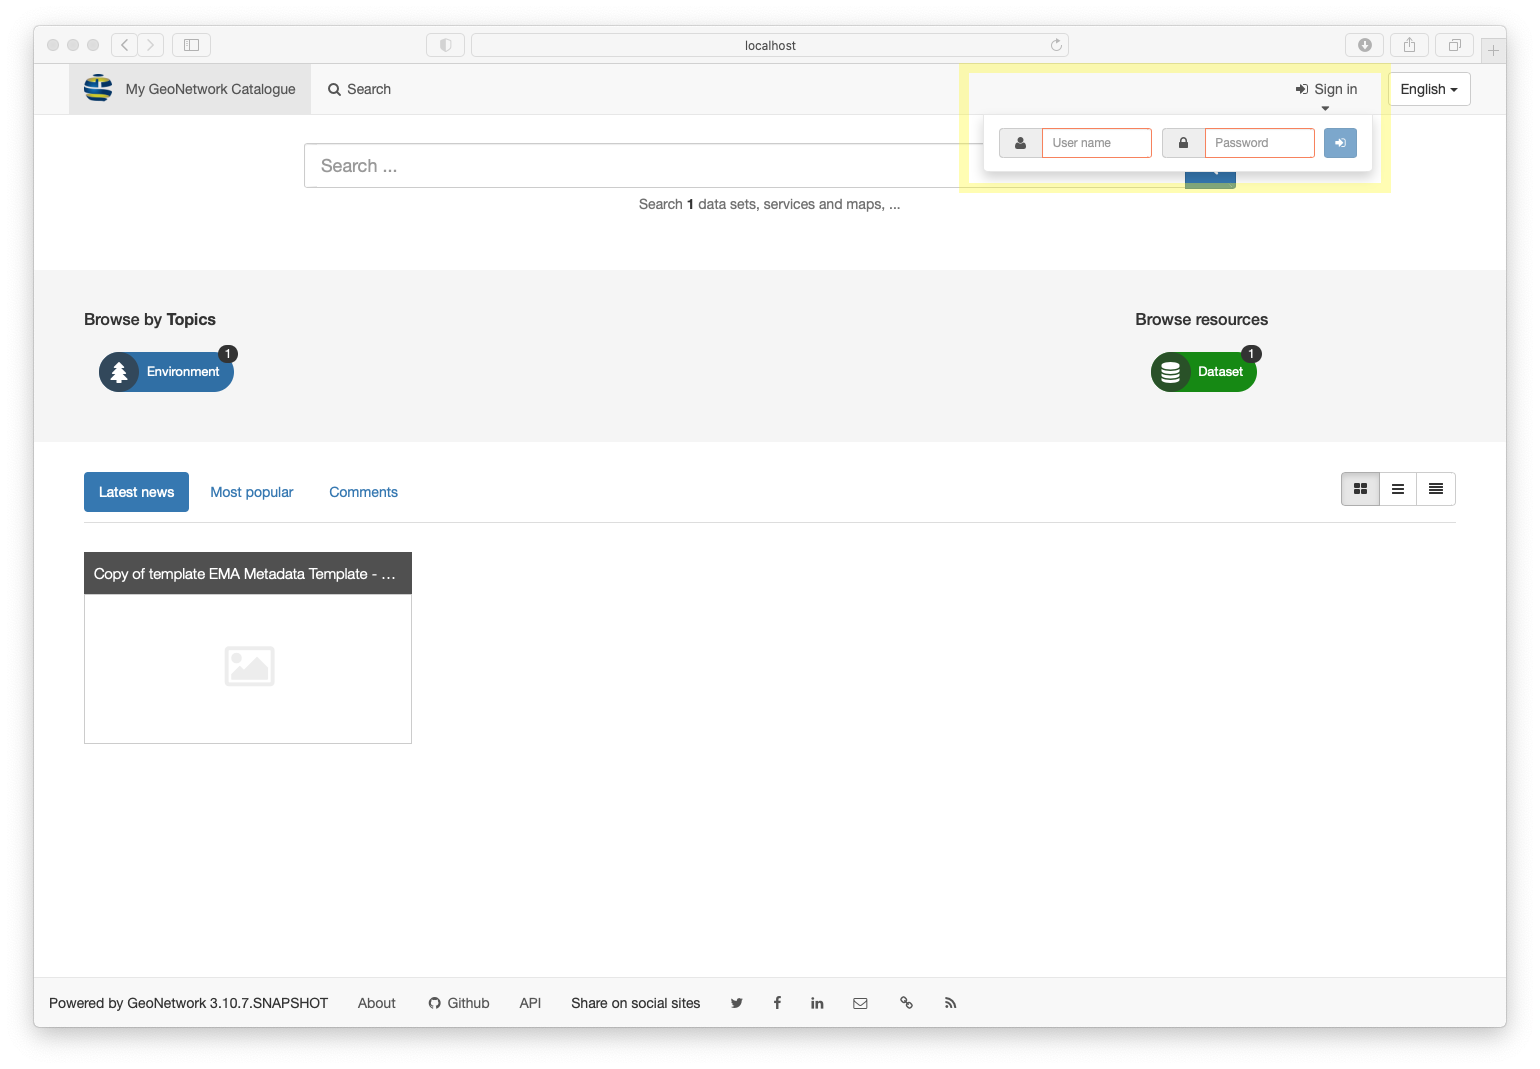 localhost
My GeoNetwork Catalogue
Search
Sign in
English
User name
Password
Search ...
Search 1 data sets, services and maps, ...
Browse by Topics
Browse resources
1
Environment
1
Dataset
Latest news
Most popular
Comments
Copy of template EMA Metadata Template - ...
Powered by GeoNetwork 3.10.7.SNAPSHOT
About
Github
API
Share on social sites